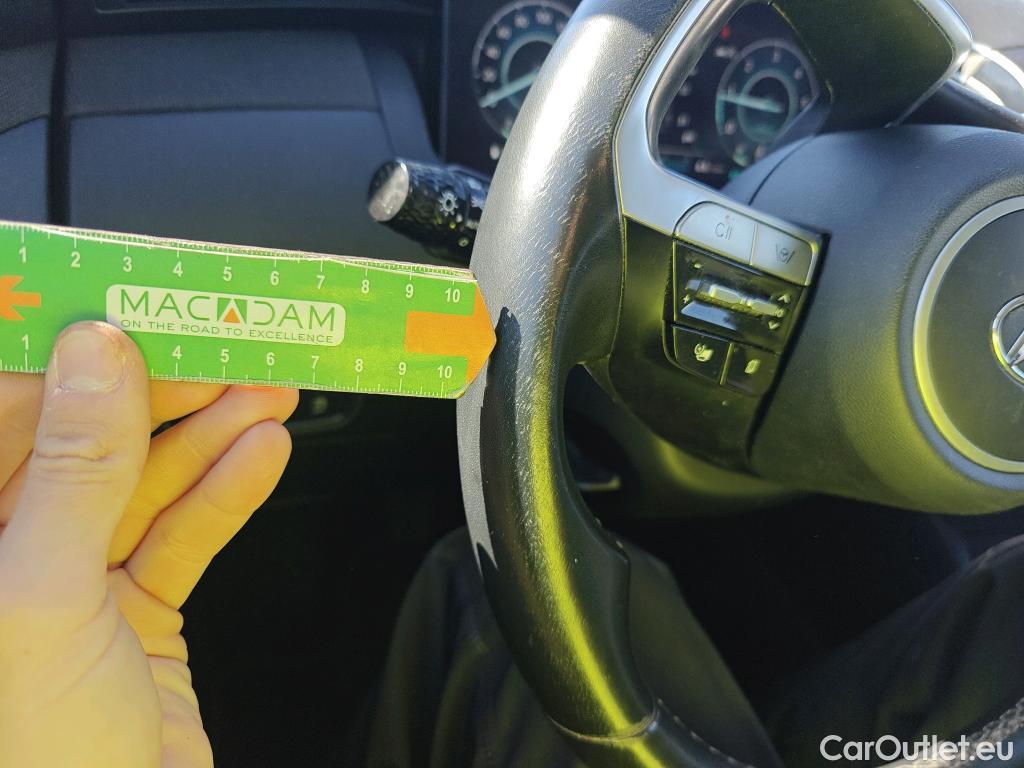 1 2 3 4 5 6 7 8 9 10
MACADAM
ON THE ROAD TO EXCELLENCE
1 4 5 6 7 8 9 10
CarOutlet.eu